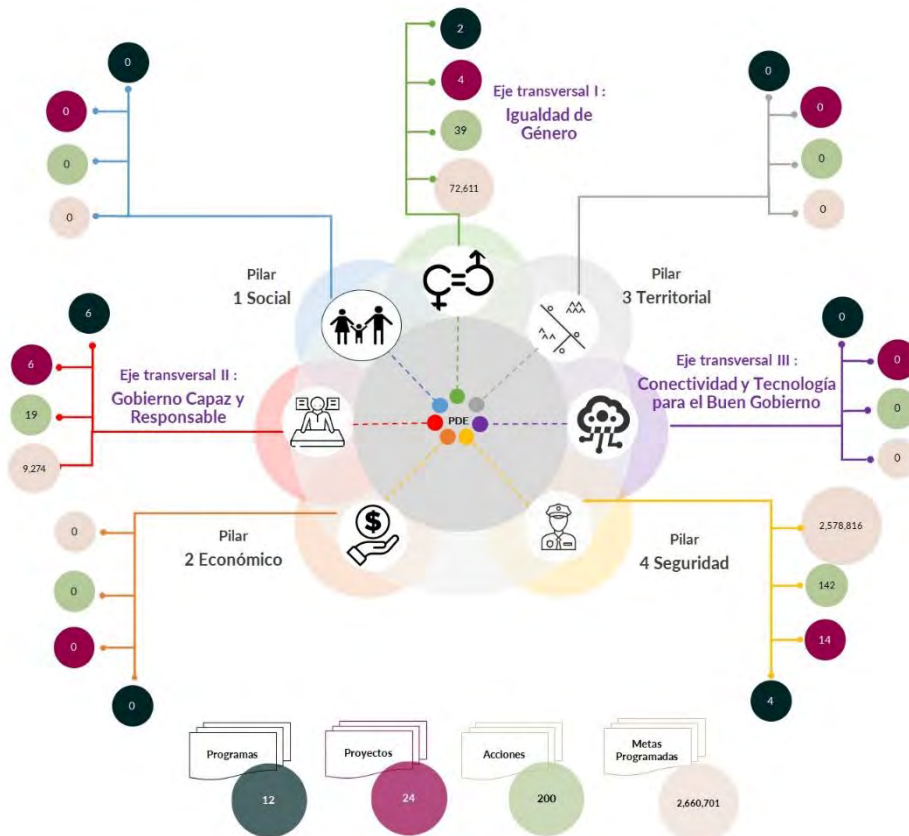 0
0
0
0
Pilar
1 Social
2
4
39
72,611
Eje transversal I :
Igualdad de
Género
0
0
0
0
Pilar
3 Territorial
6
6
19
9,274
Eje transversal II :
Gobierno Capaz y
Responsable
PDE
Eje transversal III :
Conectividad y Tecnología
para el Buen Gobierno
0
0
0
0
0
0
0
0
Pilar
2 Económico
$
Pilar
4 Seguridad
2,578,816
142
14
4
Programas
12
Proyectos
24
Acciones
200
Metas
Programadas
2,660,701